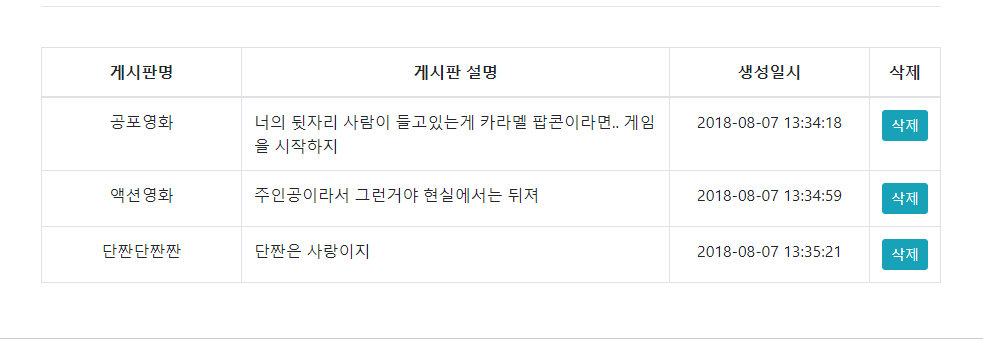 게시판명 게시판 설명 생성일시 삭제
공포영화 너의 뒷자리 사람이 들고있는게 카라멜 팝콘이라면.. 게임 2018-08-07 13:34:18 삭제
을 시작하지
액션영화 주인공이라서 그런거야 현실에서는 뒤져 2018-08-07 13:34:59 삭제
단짠단짠짠 단짠은 사랑이지 2018-08-07 13:35:21 삭제